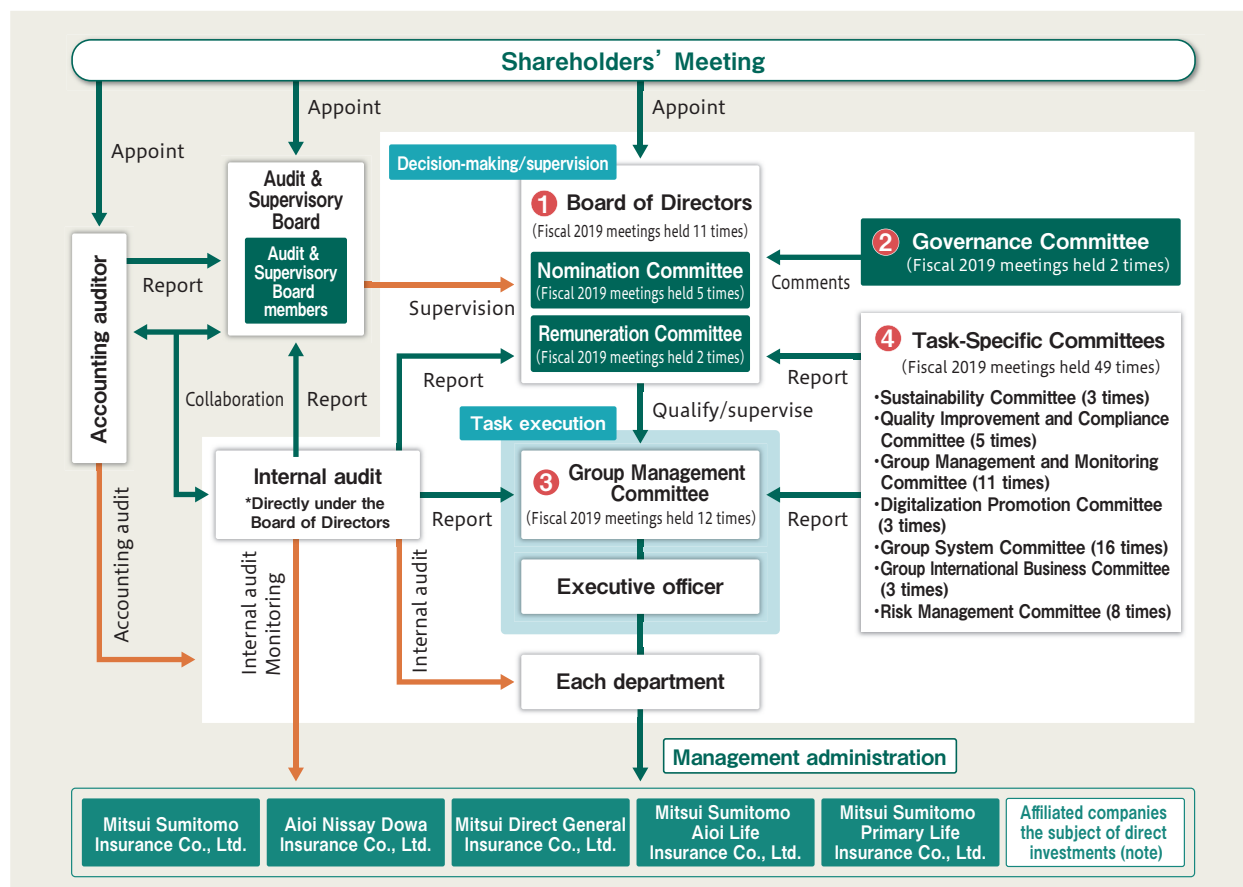 Shareholders’ Meeting
Appoint
Appoint
Appoint
Decision-making/supervision
Audit &
Supervisory
Board
Audit &
Supervisory
Board
members
Accounting auditor
Report
Supervision
1 Board of Directors
(Fiscal 2019 meetings held 11 times)
Nomination Committee
(Fiscal 2019 meetings held 5 times)
Remuneration Committee
(Fiscal 2019 meetings held 2 times)
Comments
2 Governance Committee
(Fiscal 2019 meetings held 2 times)
4 Task-Specific Committees
(Fiscal 2019 meetings held 49 times)
・Sustainability Committee (3 times)
・Quality Improvement and Compliance
Committee (5 times)
・Group Management and Monitoring
Committee (11 times)
・Digitalization Promotion Committee
(3 times)
・Group System Committee (16 times)
・Group International Business Committee
(3 times)
・Risk Management Committee (8 times)
Report
Report
Collaboration
Report
Report
Qualify/supervise
Task execution
Internal audit
*Directly under the
Board of Directors
Report
3 Group Management
Committee
(Fiscal 2019 meetings held 12 times)
Executive officer
Each department
Accounting audit
Internal audit
Monitoring
Internal audit
Management administration
Mitsui Sumitomo
Insurance Co., Ltd.
Aioi Nissay Dowa
Insurance Co., Ltd.
Mitsui Direct General
Insurance Co., Ltd.
Mitsui Sumitomo
Aioi Life
Insurance Co., Ltd.
Mitsui Sumitomo
Primary Life
Insurance Co., Ltd.
Affiliated companies
the subject of direct
investments (note)